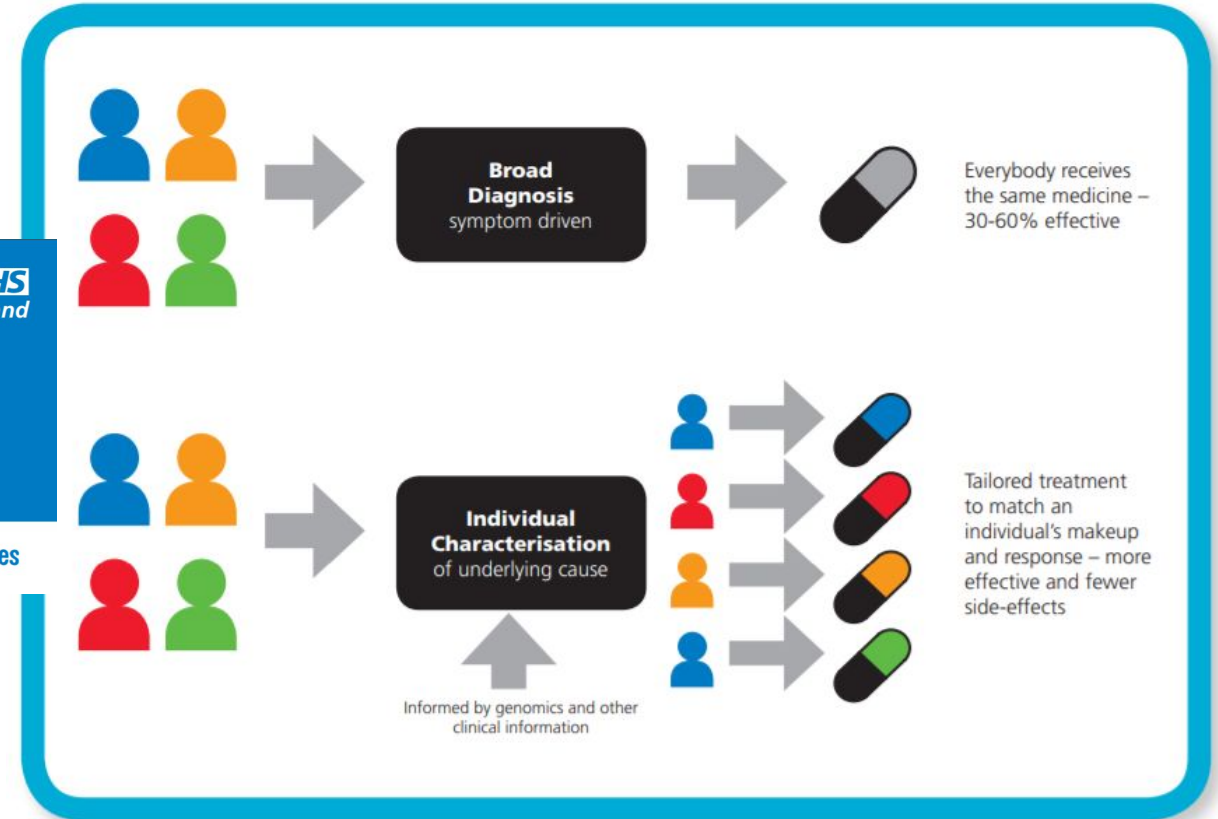 Broad
Diagnosis
symptom driven
Everybody receives
the same medicine –
30-60% effective
Individual
Characterisation
of underlying cause
Tailored treatment
to match an
individual’s makeup
and response – more
effective and fewer
side-effects
Informed by genomics and other
clinical information